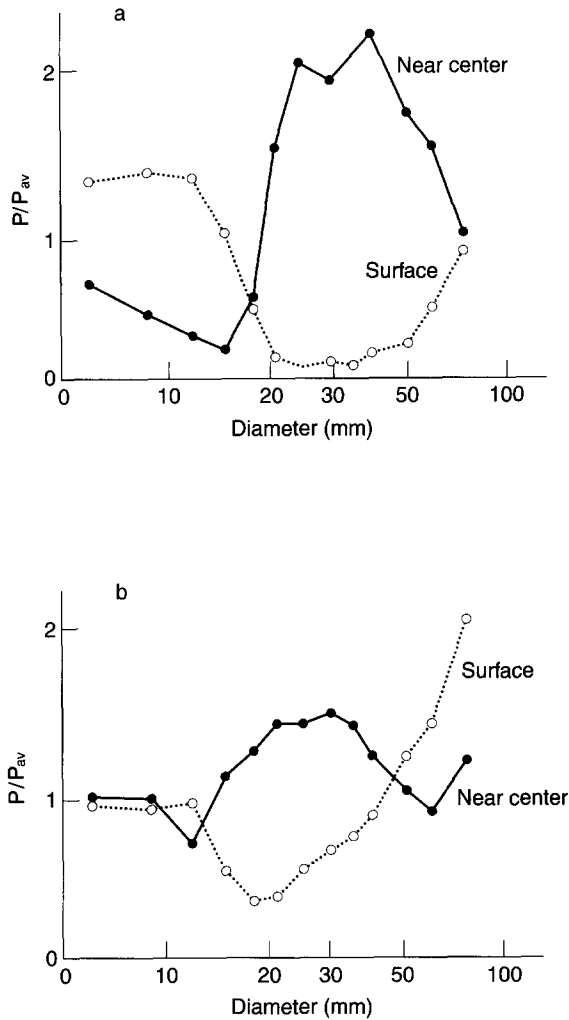 a
2
Near center
P/Pav
1
Surface
0
0 10 20 30 50 100
Diameter (mm)
b
2
Surface
P/Pav
1
Near center
0
0 10 20 30 50 100
Diameter (mm)